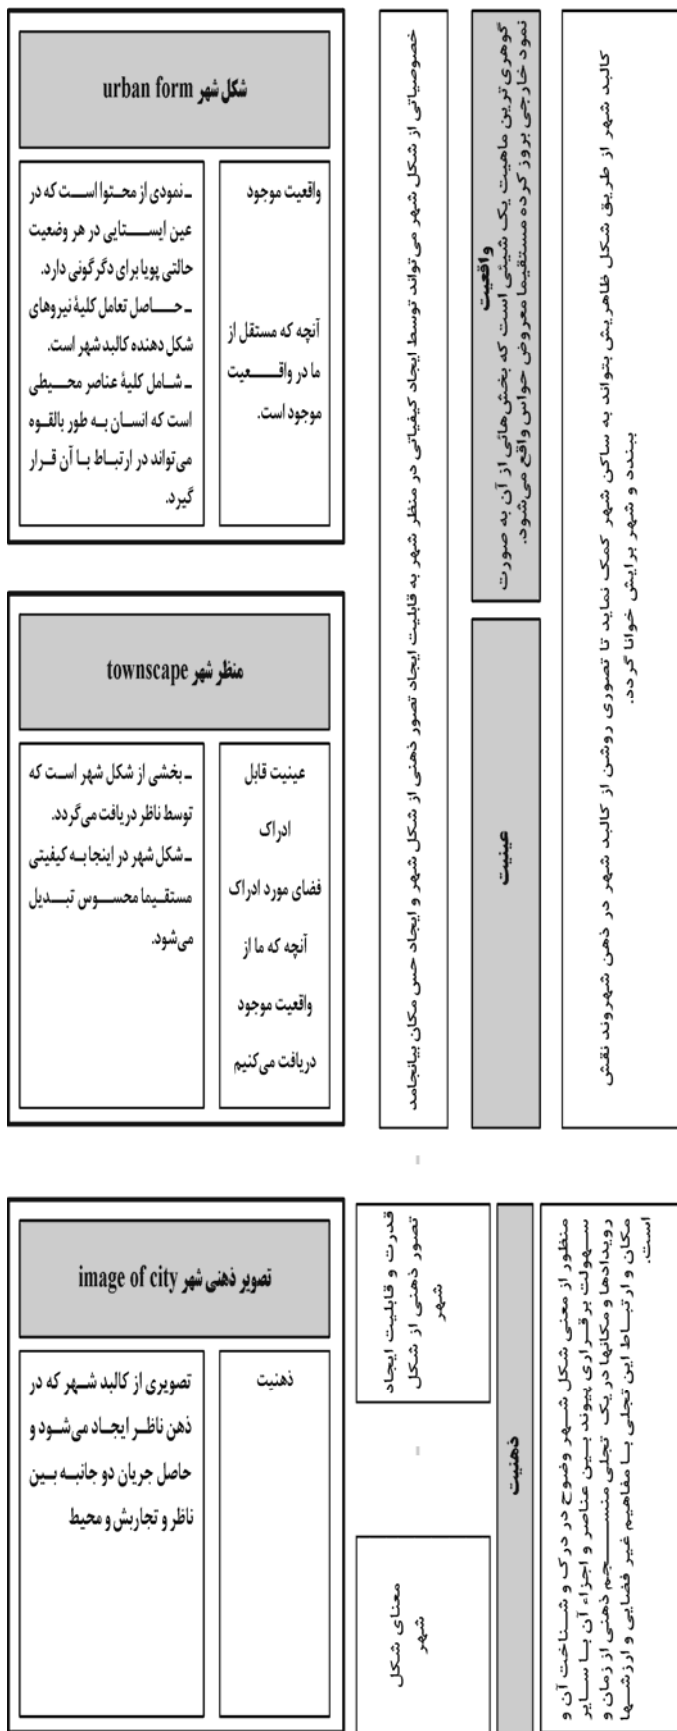 شکل شهر urban form
واقعیت موجود
آنچه که مستقل از
ما در واقعیت
موجود است.
ـ نمودی از محتوا است که در
عین ایستایی در هر وضعیت
حالتی پویا برای دگرگونی دارد.
ـ حاصل تعامل کلیهٔ نیروهای
شکل دهنده کالبد شهر است.
ـ شامل کلیهٔ عناصر محیطی
است که انسان به طور بالقوه
می‌تواند در ارتباط با آن قرار
گیرد.
منظر شهر townscape
عینیت قابل
ادراک
فضای مورد ادراک
آنچه که ما از
واقعیت موجود
دریافت می‌کنیم
ـ بخشی از شکل شهر است که
توسط ناظر دریافت می‌گردد.
ـ شکل شهر در اینجا به کیفیتی
مستقیما محسوس تبدیل
می‌شود.
تصویر ذهنی شهر image of city
ذهنیت
تصویری از کالبد شهر که در
ذهن ناظر ایجاد می‌شود و
حاصل جریان دو جانبه بین
ناظر و تجاربش و محیط
خصوصیاتی از شکل شهر می‌تواند توسط ایجاد کیفیاتی در منظر شهر به قابلیت ایجاد تصور ذهنی از شکل شهر و ایجاد حس مکان بیانجامد
قدرت و قابلیت ایجاد
تصور ذهنی از شکل
شهر
معنای شکل
شهر
واقعیت
گوهری‌ترین ماهیت یک شیئی است که بخش‌هائی از آن به صورت
نمود خارجی بروز کرده مستقیما معروض حواس واقع می‌شود.
عینیت
ذهنیت
کالبد شهر از طریق شکل ظاهریش بتواند به ساکن شهر کمک نماید تا تصوری روشن از کالبد شهر در ذهن شهروند نقش
ببندد و شهر برایش خوانا گردد.
منظور از معنی شکل شهر وضوح در درک و شناخت آن و
سهولت برقراری پیوند بین عناصر و اجزاء آن با سایر
رویدادها و مکانها در یک تجلی منسجم ذهنی از زمان و
مکان و ارتباط این تجلی با مفاهیم غیر فضایی و ارزشها
است.